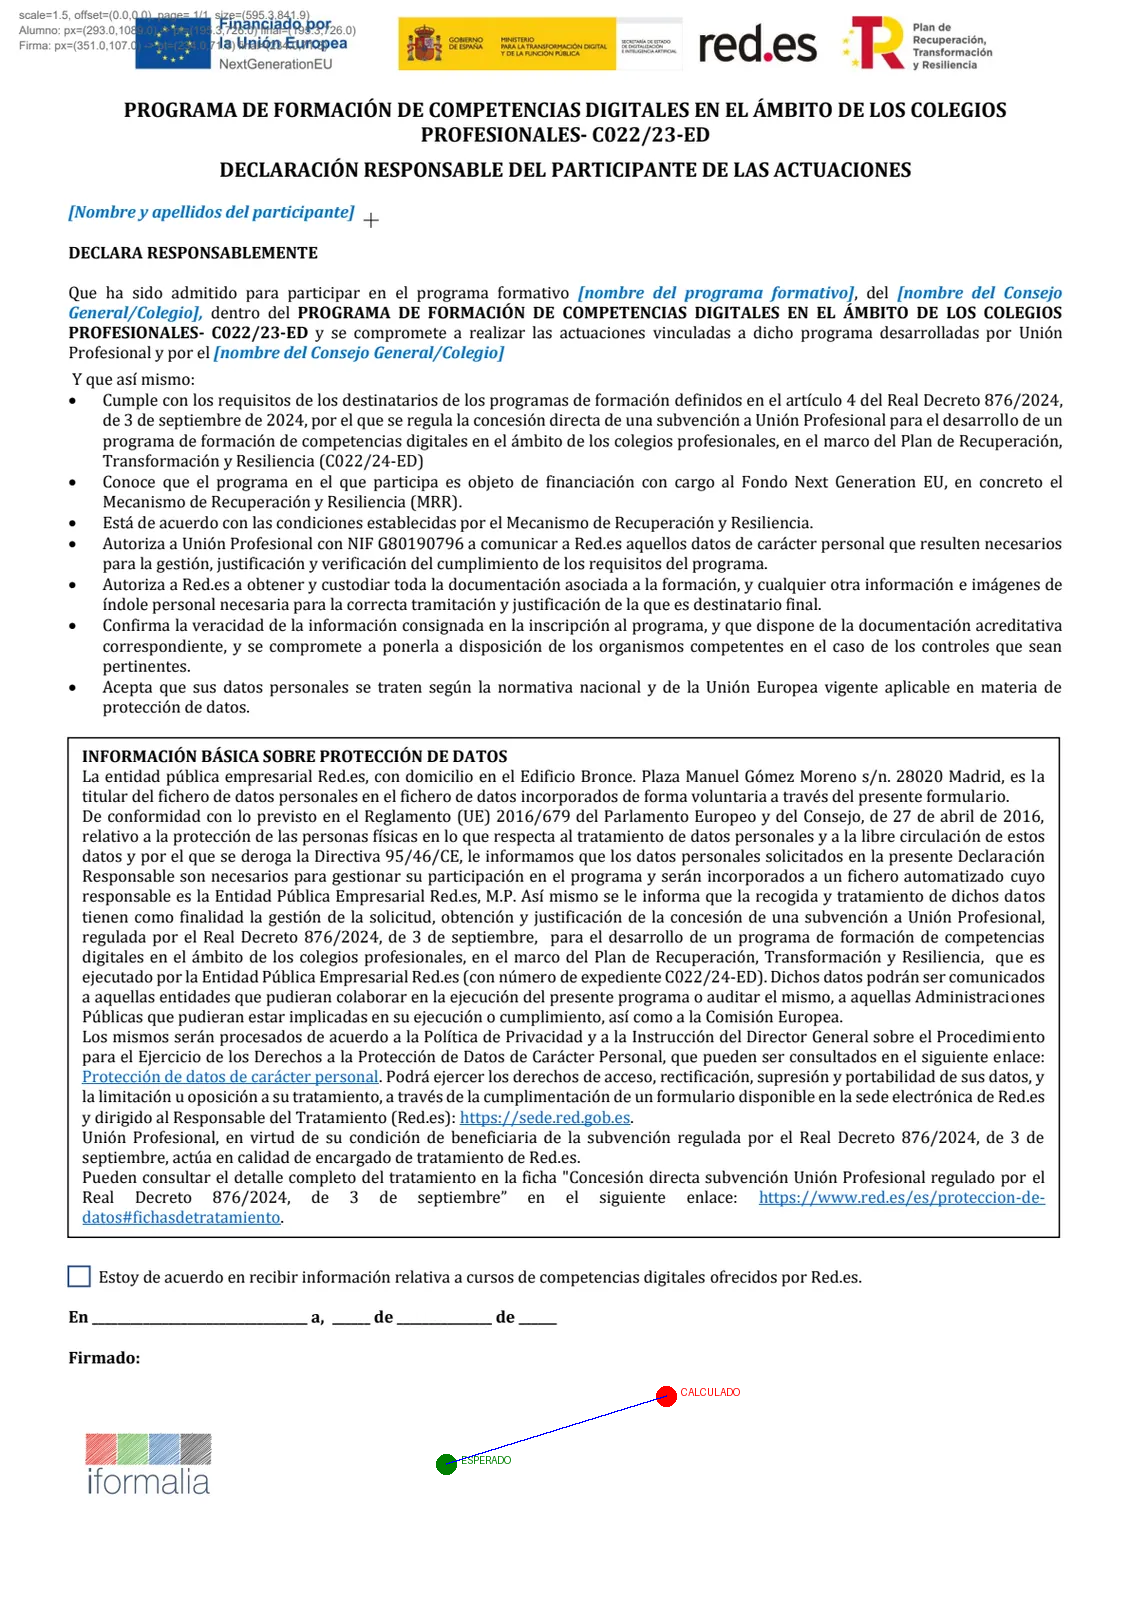 scale=1.5, offset=(0.0,0.0), page= 1/1, size=(595.3,841.9)
Financiado por
la Unión Europea
NextGenerationEU
GOBIERNO
DE ESPAÑA
MINISTERIO
PARA LA TRANSFORMACIÓN DIGITAL
Y DE LA FUNCIÓN PÚBLICA
SECRETARÍA DE ESTADO
DE DIGITALIZACIÓN
E INTELIGENCIA ARTIFICIAL
red.es
Plan de
Recuperación,
Transformación
y Resiliencia
PROGRAMA DE FORMACIÓN DE COMPETENCIAS DIGITALES EN EL ÁMBITO DE LOS COLEGIOS
PROFESIONALES- C022/23-ED
DECLARACIÓN RESPONSABLE DEL PARTICIPANTE DE LAS ACTUACIONES
[Nombre y apellidos del participante]
DECLARA RESPONSABLEMENTE
Que ha sido admitido para participar en el programa formativo [nombre del programa formativo], del [nombre del Consejo
General/Colegio], dentro del PROGRAMA DE FORMACIÓN DE COMPETENCIAS DIGITALES EN EL ÁMBITO DE LOS COLEGIOS
PROFESIONALES- C022/23-ED y se compromete a realizar las actuaciones vinculadas a dicho programa desarrolladas por Unión
Profesional y por el [nombre del Consejo General/Colegio]
Y que así mismo:
• Cumple con los requisitos de los destinatarios de los programas de formación definidos en el artículo 4 del Real Decreto 876/2024,
de 3 de septiembre de 2024, por el que se regula la concesión directa de una subvención a Unión Profesional para el desarrollo de un
programa de formación de competencias digitales en el ámbito de los colegios profesionales, en el marco del Plan de Recuperación,
Transformación y Resiliencia (C022/24-ED)
• Conoce que el programa en el que participa es objeto de financiación con cargo al Fondo Next Generation EU, en concreto el
Mecanismo de Recuperación y Resiliencia (MRR).
• Está de acuerdo con las condiciones establecidas por el Mecanismo de Recuperación y Resiliencia.
• Autoriza a Unión Profesional con NIF G80190796 a comunicar a Red.es aquellos datos de carácter personal que resulten necesarios
para la gestión, justificación y verificación del cumplimiento de los requisitos del programa.
• Autoriza a Red.es a obtener y custodiar toda la documentación asociada a la formación, y cualquier otra información e imágenes de
índole personal necesaria para la correcta tramitación y justificación de la que es destinatario final.
• Confirma la veracidad de la información consignada en la inscripción al programa, y que dispone de la documentación acreditativa
correspondiente, y se compromete a ponerla a disposición de los organismos competentes en el caso de los controles que sean
pertinentes.
• Acepta que sus datos personales se traten según la normativa nacional y de la Unión Europea vigente aplicable en materia de
protección de datos.
INFORMACIÓN BÁSICA SOBRE PROTECCIÓN DE DATOS
La entidad pública empresarial Red.es, con domicilio en el Edificio Bronce. Plaza Manuel Gómez Moreno s/n. 28020 Madrid, es la
titular del fichero de datos personales en el fichero de datos incorporados de forma voluntaria a través del presente formulario.
De conformidad con lo previsto en el Reglamento (UE) 2016/679 del Parlamento Europeo y del Consejo, de 27 de abril de 2016,
relativo a la protección de las personas físicas en lo que respecta al tratamiento de datos personales y a la libre circulación de estos
datos y por el que se deroga la Directiva 95/46/CE, le informamos que los datos personales solicitados en la presente Declaración
Responsable son necesarios para gestionar su participación en el programa y serán incorporados a un fichero automatizado cuyo
responsable es la Entidad Pública Empresarial Red.es, M.P. Así mismo se le informa que la recogida y tratamiento de dichos datos
tienen como finalidad la gestión de la solicitud, obtención y justificación de la concesión de una subvención a Unión Profesional,
regulada por el Real Decreto 876/2024, de 3 de septiembre, para el desarrollo de un programa de formación de competencias
digitales en el ámbito de los colegios profesionales, en el marco del Plan de Recuperación, Transformación y Resiliencia, que es
ejecutado por la Entidad Pública Empresarial Red.es (con número de expediente C022/24-ED). Dichos datos podrán ser comunicados
a aquellas entidades que pudieran colaborar en la ejecución del presente programa o auditar el mismo, a aquellas Administraciones
Públicas que pudieran estar implicadas en su ejecución o cumplimiento, así como a la Comisión Europea.
Los mismos serán procesados de acuerdo a la Política de Privacidad y a la Instrucción del Director General sobre el Procedimiento
para el Ejercicio de los Derechos a la Protección de Datos de Carácter Personal, que pueden ser consultados en el siguiente enlace:
Protección de datos de carácter personal. Podrá ejercer los derechos de acceso, rectificación, supresión y portabilidad de sus datos, y
la limitación u oposición a su tratamiento, a través de la cumplimentación de un formulario disponible en la sede electrónica de Red.es
y dirigido al Responsable del Tratamiento (Red.es): https://sede.red.gob.es.
Unión Profesional, en virtud de su condición de beneficiaria de la subvención regulada por el Real Decreto 876/2024, de 3 de
septiembre, actúa en calidad de encargado de tratamiento de Red.es.
Pueden consultar el detalle completo del tratamiento en la ficha "Concesión directa subvención Unión Profesional regulado por el
Real Decreto 876/2024, de 3 de septiembre” en el siguiente enlace: https://www.red.es/es/proteccion-de-
datos#fichasdetratamiento.
Estoy de acuerdo en recibir información relativa a cursos de competencias digitales ofrecidos por Red.es.
En __________________________________ a, ______ de _______________ de ______
Firmado:
CALCULADO
ESPERADO
iformalia